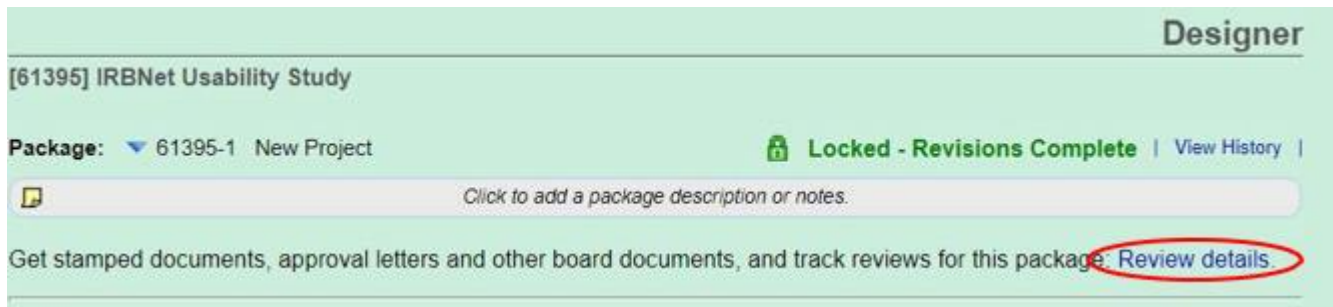 Designer
[61395] IRBNet Usability Study
Package: 61395-1 New Project Locked - Revisions Complete | View History |
Click to add a package description or notes.
Get stamped documents, approval letters and other board documents, and track reviews for this package: Review details.